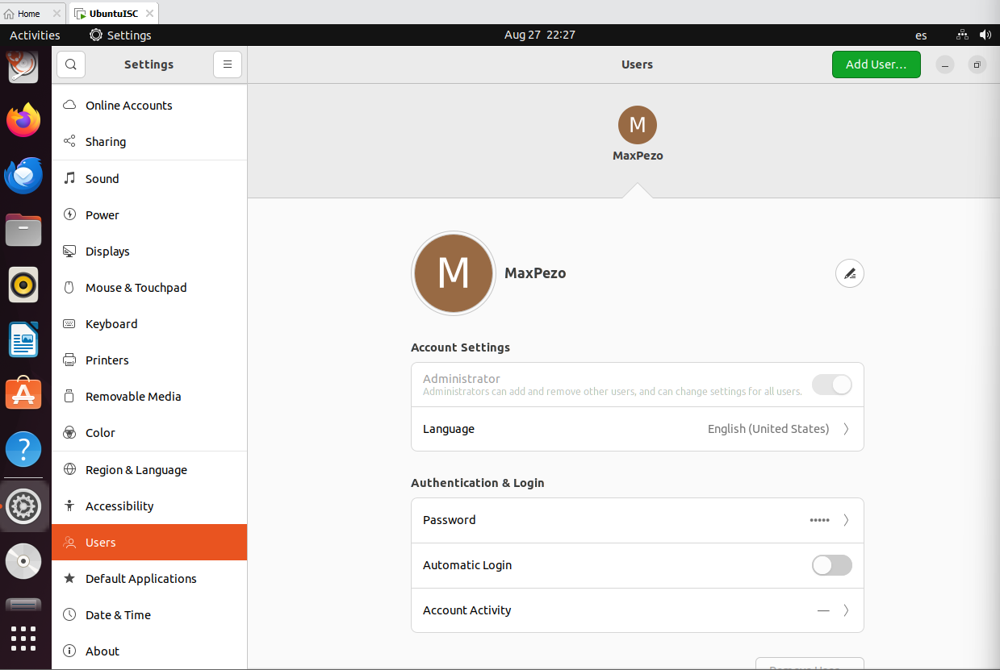 Home
UbuntuISC
Activities
Settings
Aug 27 22:27
es
Settings
Users
Add User...
Online Accounts
Sharing
Sound
Power
Displays
Mouse & Touchpad
Keyboard
Printers
Removable Media
Color
Region & Language
Accessibility
Users
Default Applications
Date & Time
About
M
MaxPezo
M
MaxPezo
Account Settings
Administrator
Administrators can add and remove other users, and can change settings for all users.
Language
English (United States)
Authentication & Login
Password
•••••
Automatic Login
Account Activity
—
Remove User...